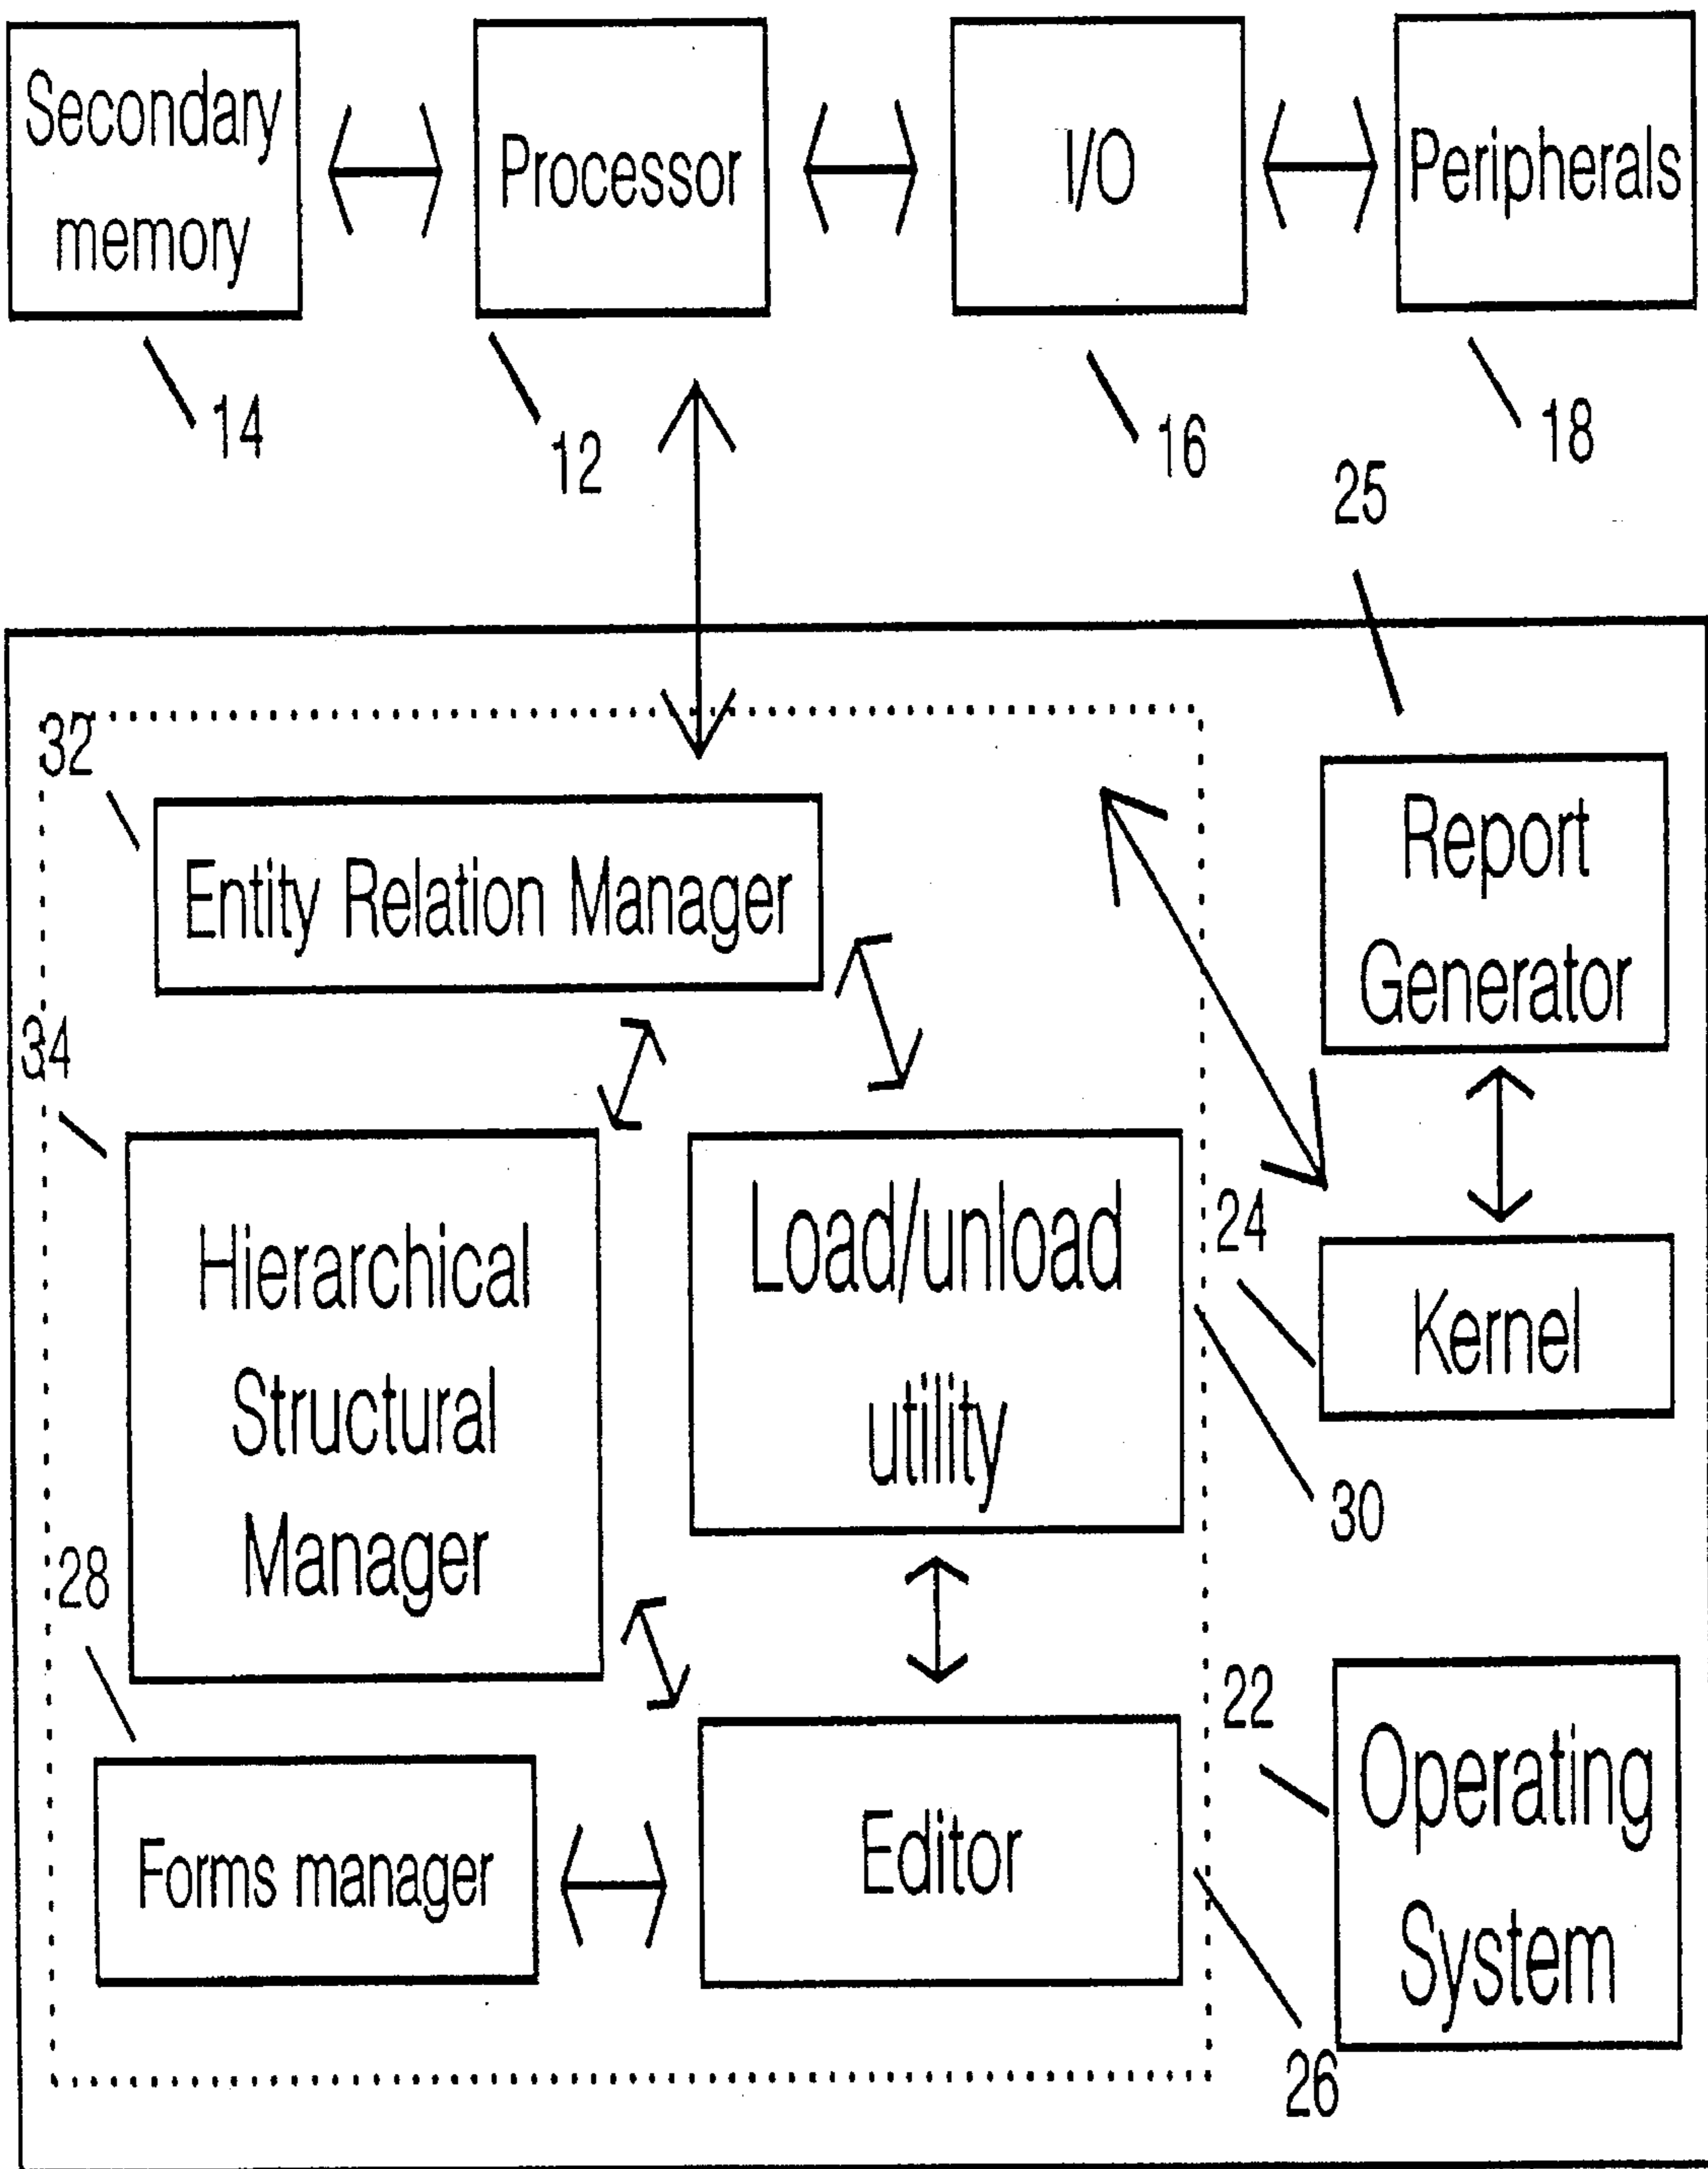 Secondary
memory
Processor
I/O
Peripherals
14
12
16
18
25
32
Entity Relation Manager
Report
Generator
34
Hierarchical
Structural
Manager
Load/unload
utility
24
Kernel
30
28
Forms manager
Editor
22
Operating
System
26